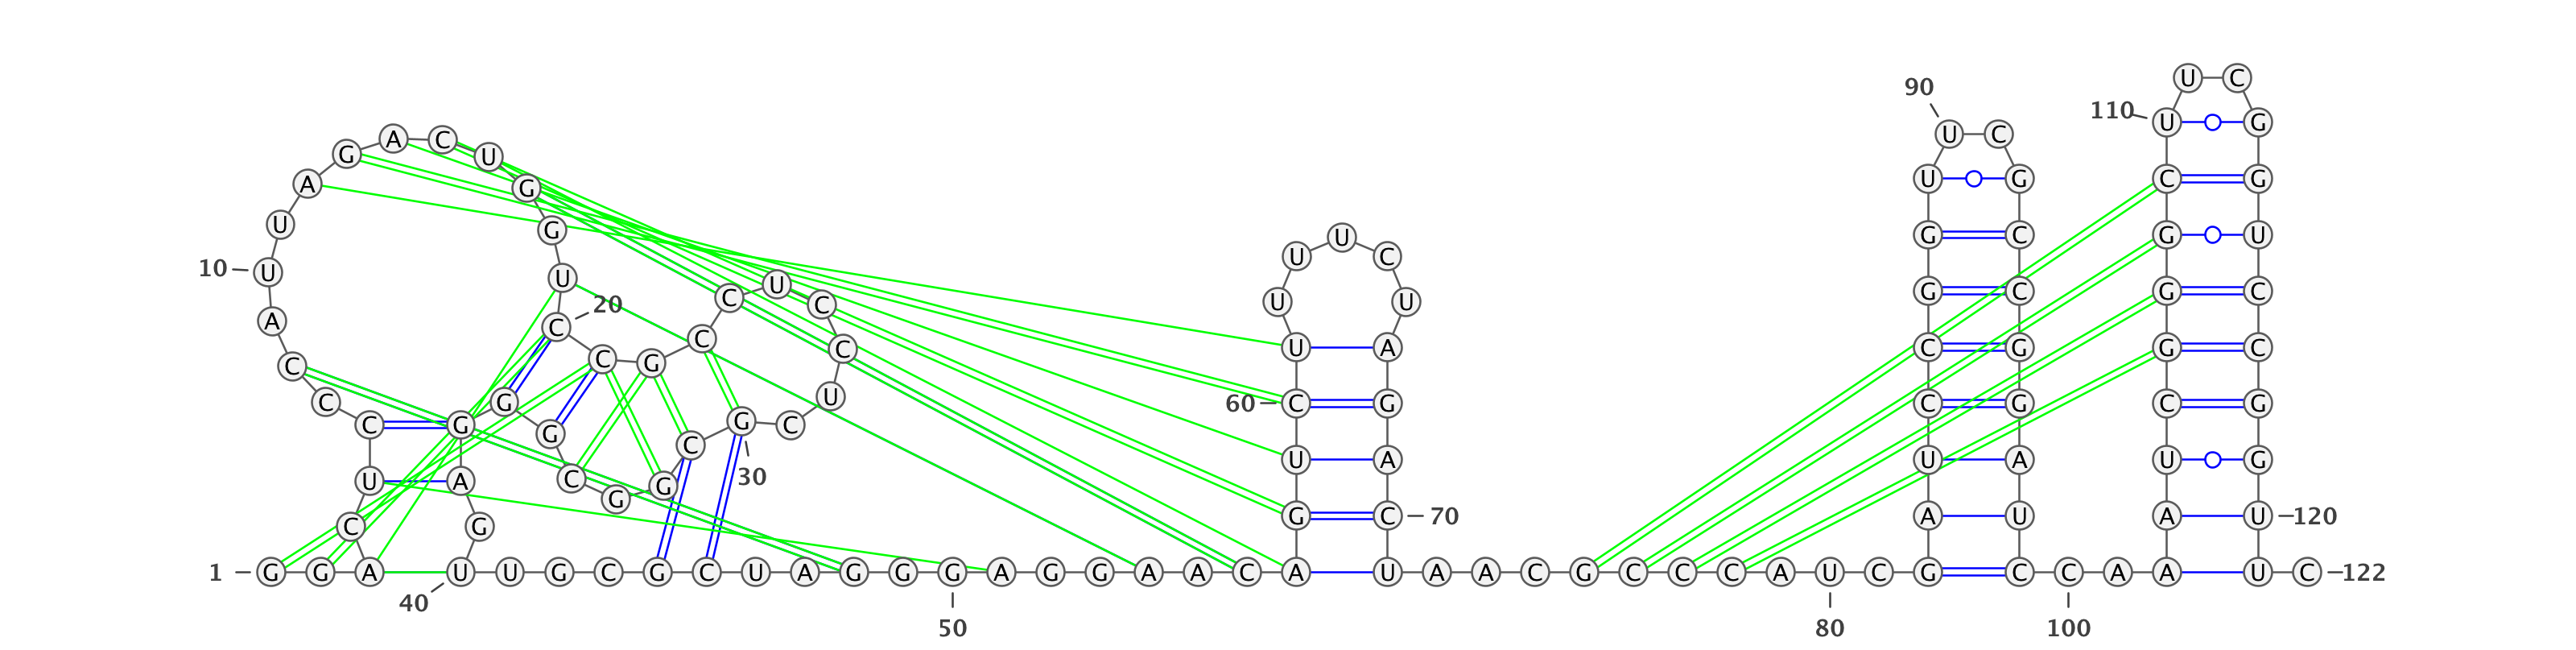 1
G G A C U C C C A
10
U U A G A C U G G U
20
C C G C C U C C U C
30
G C G G C G G G A G
40
U U G C G C U A G G
50
G A G G A A C A G U
60
C U U U U C U A G A
70
C U A A C G C C C A
80
U C G A U C C G G U
90
U C G C C G G A U C
100
C A A A U C G G G C
110
U U C G G U C C G G
120
U U C
122